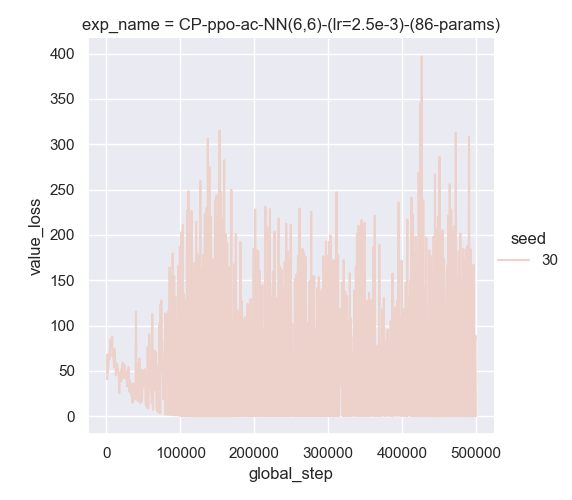 exp_name = CP-ppo-ac-NN(6,6)-(lr=2.5e-3)-(86-params)
400
350
300
250
200
150
100
50
0
value_loss
0 100000 200000 300000 400000 500000
global_step
seed
30